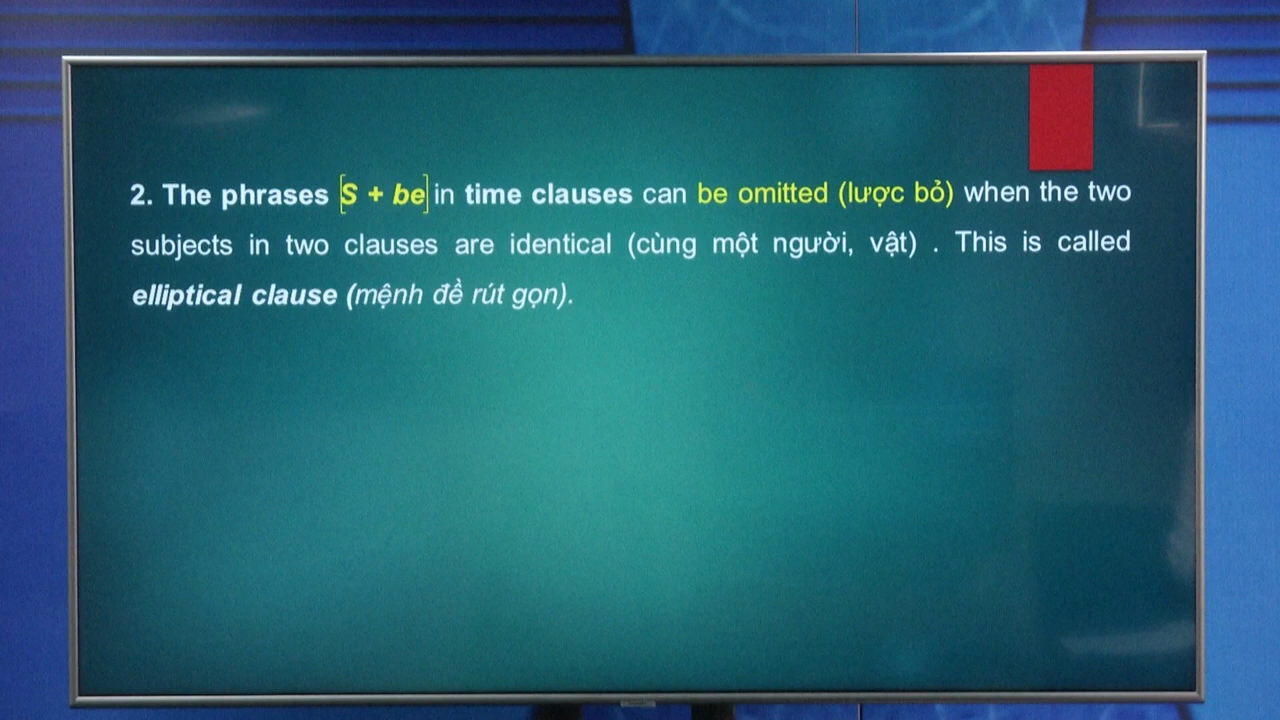 2. The phrases [S + be] in time clauses can be omitted (lược bỏ) when the two
subjects in two clauses are identical (cùng một người, vật) . This is called
elliptical clause (mệnh đề rút gọn).